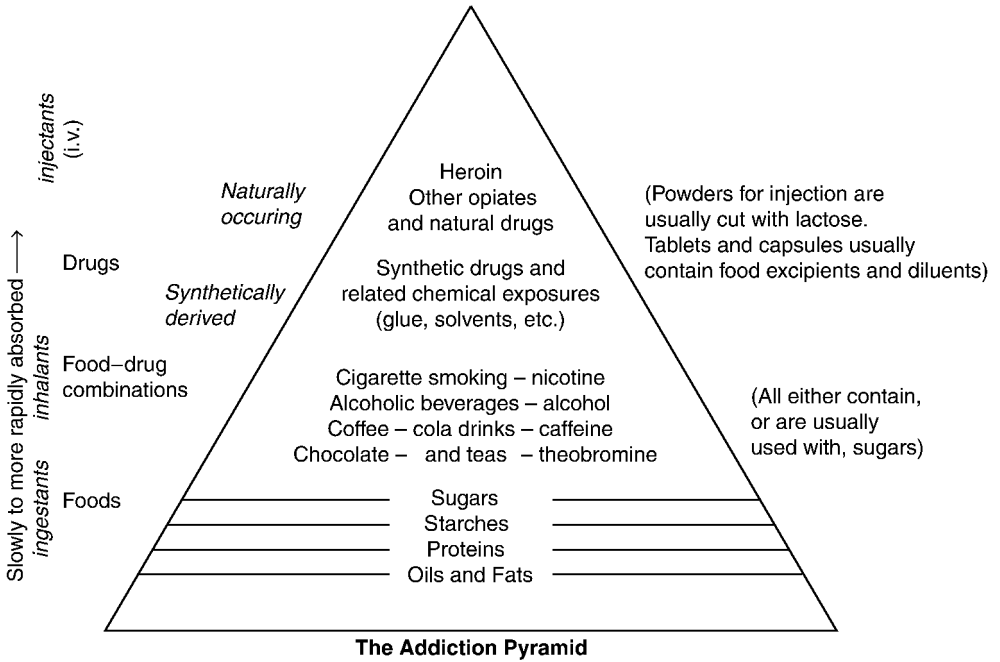 injectants
(i.v.)
Naturally
occuring
Heroin
Other opiates
and natural drugs
(Powders for injection are
usually cut with lactose.
Tablets and capsules usually
contain food excipients and diluents)
Drugs
Synthetically
derived
Synthetic drugs and
related chemical exposures
(glue, solvents, etc.)
Slowly to more rapidly absorbed →
inhalants
Food–drug
combinations
Cigarette smoking – nicotine
Alcoholic beverages – alcohol
Coffee – cola drinks – caffeine
Chocolate – and teas – theobromine
(All either contain,
or are usually
used with, sugars)
ingestants
Foods
Sugars
Starches
Proteins
Oils and Fats
The Addiction Pyramid